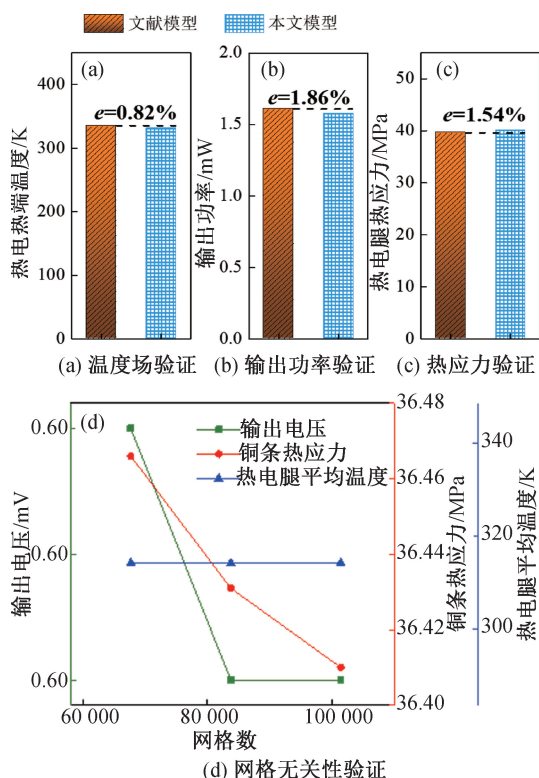 文献模型 本文模型
(a)
e=0.82%
400
300
200
100
0
热电热端温度/K
(a) 温度场验证
(b)
e=1.86%
2.0
1.5
1.0
0.5
0.0
输出功率/mW
(b) 输出功率验证
(c)
e=1.54%
50
40
30
20
10
0
热电腿热应力/MPa
(c) 热应力验证
(d)
输出电压
铜条热应力
热电腿平均温度
0.60
0.60
0.60
输出电压/mV
60 000 80 000 100 000
网格数
36.48
36.46
36.44
36.42
36.40
铜条热应力/MPa
340
320
300
热电腿平均温度/K
(d) 网格无关性验证